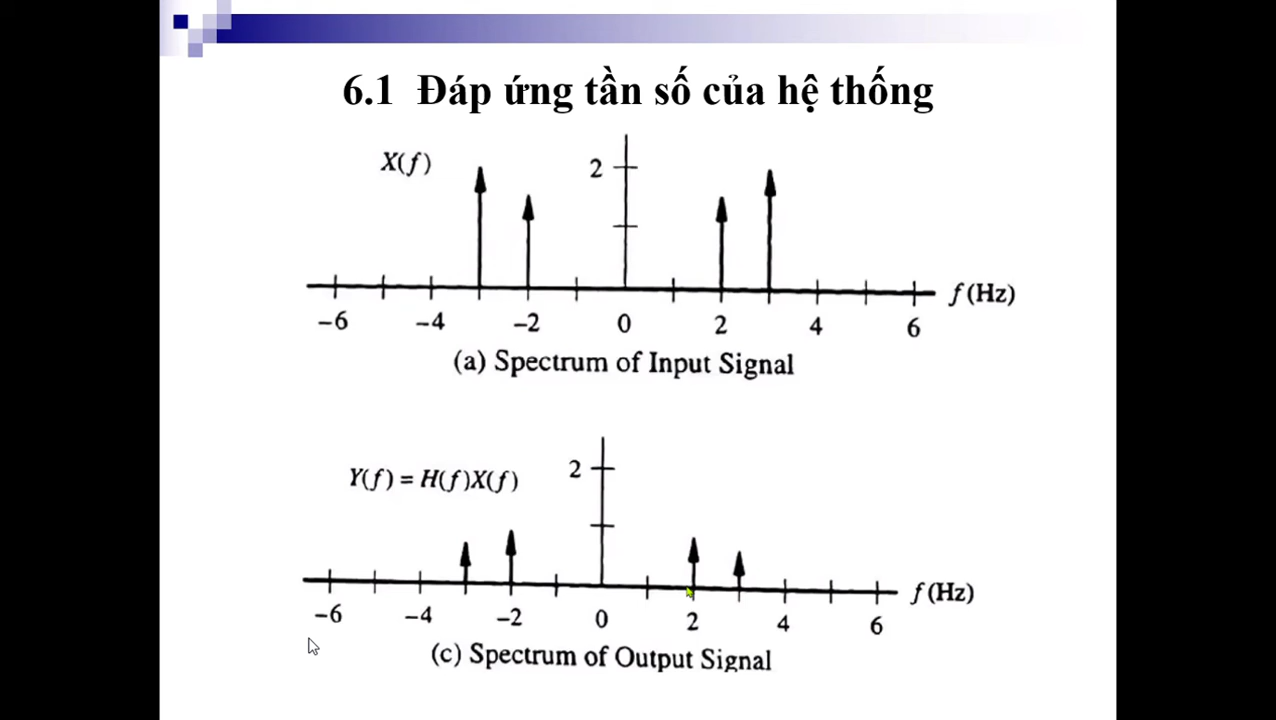 6.1 Đáp ứng tần số của hệ thống
X(f)
2
f (Hz)
−6 −4 −2 0 2 4 6
(a) Spectrum of Input Signal
Y(f) = H(f)X(f)
2
f (Hz)
−6 −4 −2 0 2 4 6
(c) Spectrum of Output Signal